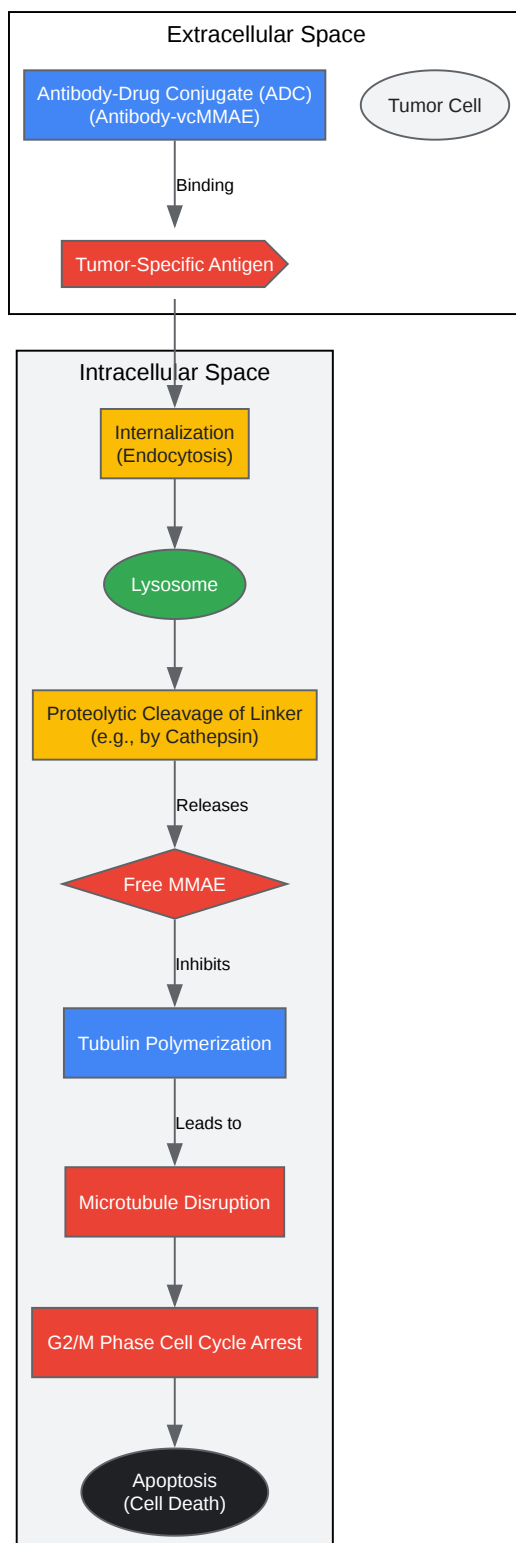 Extracellular Space
Antibody-Drug Conjugate (ADC)
(Antibody-vcMMAE)
Tumor Cell
Binding
Tumor-Specific Antigen
Intracellular Space
Internalization
(Endocytosis)
Lysosome
Proteolytic Cleavage of Linker
(e.g., by Cathepsin)
Releases
Free MMAE
Inhibits
Tubulin Polymerization
Leads to
Microtubule Disruption
G2/M Phase Cell Cycle Arrest
Apoptosis
(Cell Death)